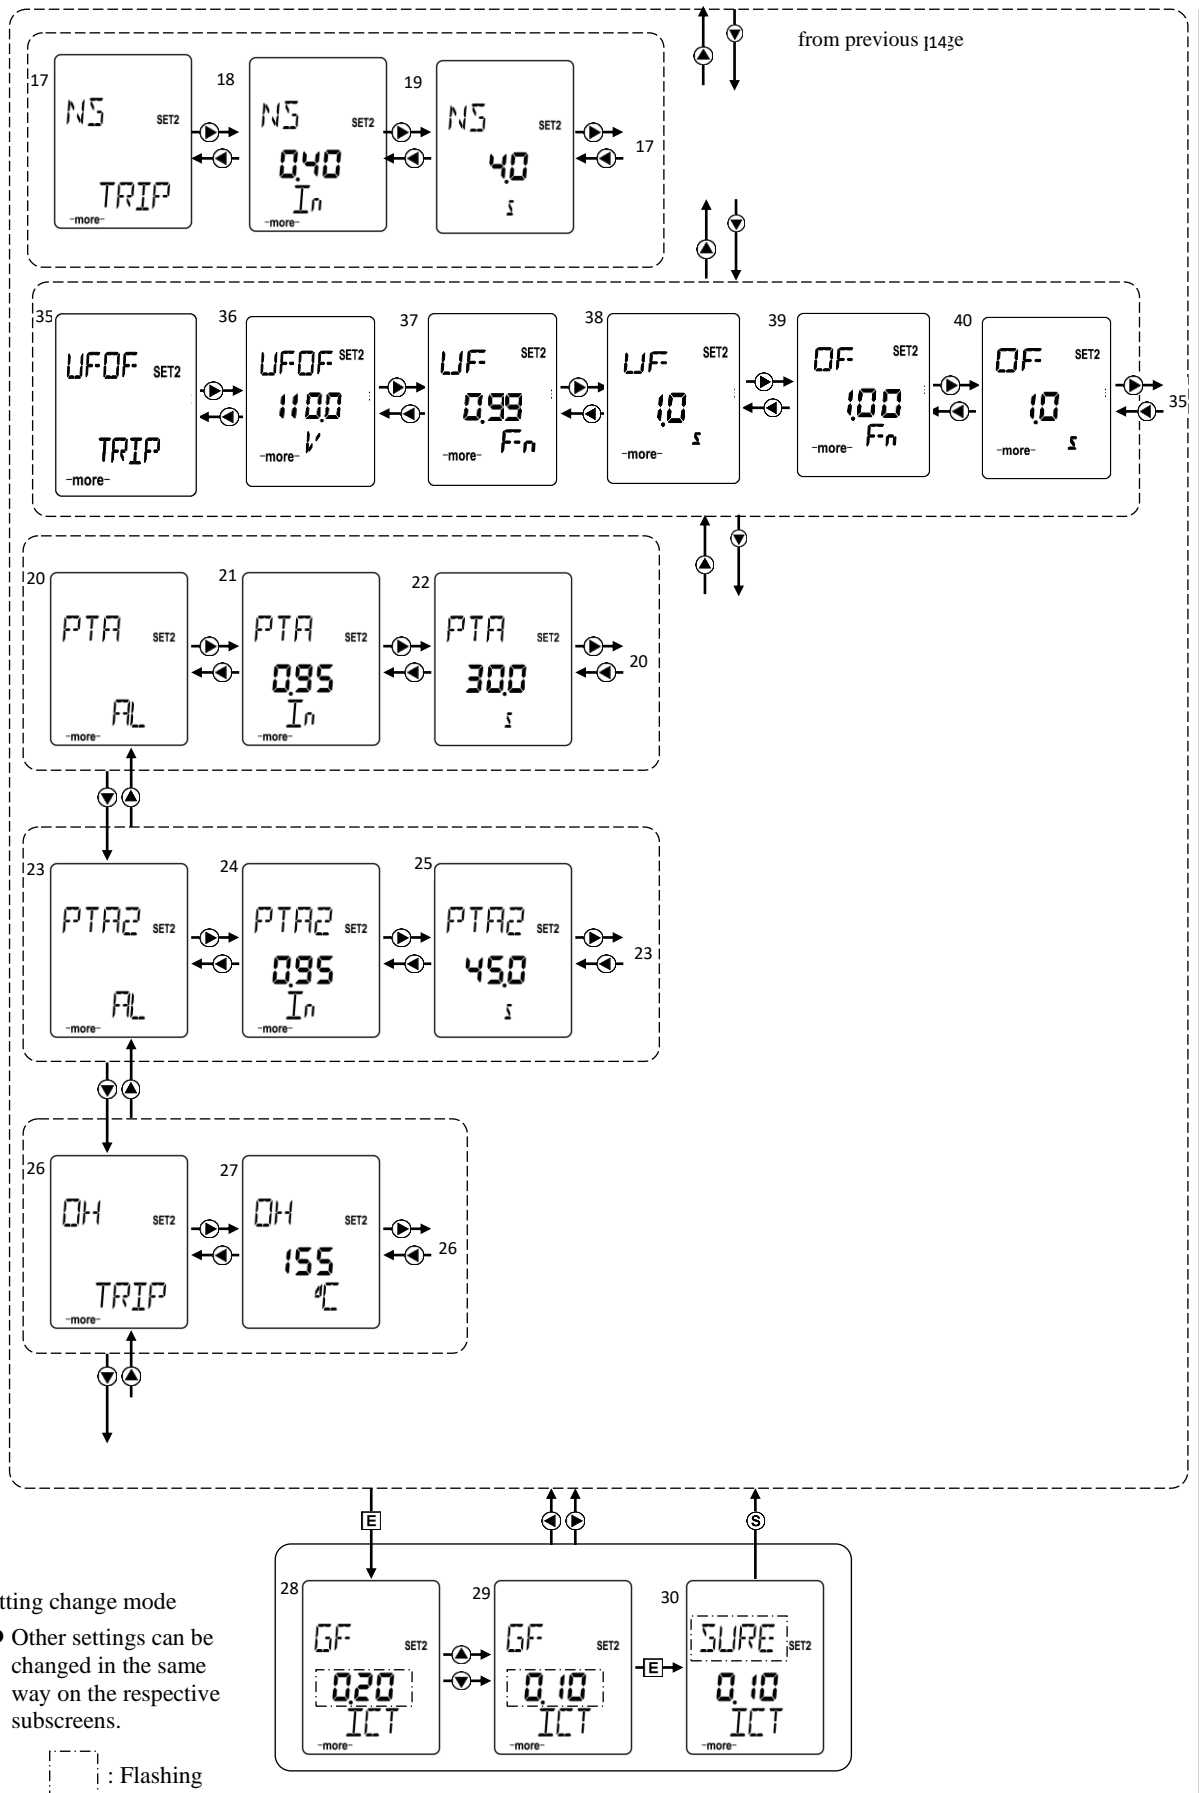 from previous p14ge
17
NS SET2
TRIP
-more-
18
NS SET2
0.40
In
-more-
19
NS SET2
4.0
s
17
35
UFOF SET2
TRIP
-more-
36
UFOF SET2
110.0
V
-more-
37
UF SET2
0.99
Fn
-more-
38
UF SET2
1.0
s
-more-
39
OF SET2
1.00
Fn
-more-
40
OF SET2
1.0
s
-more-
35
20
PTA SET2
AL
-more-
21
PTA SET2
0.95
In
-more-
22
PTA SET2
30.0
s
20
23
PTA2 SET2
AL
-more-
24
PTA2 SET2
0.95
In
-more-
25
PTA2 SET2
45.0
s
23
26
OH SET2
TRIP
-more-
27
OH SET2
155
°C
26
E
S
28
GF SET2
0.20
ICT
-more-
29
GF SET2
0.10
ICT
-more-
E
30
SURE SET2
0.10
ICT
-more-
tting change mode
Other settings can be
changed in the same
way on the respective
subscreens.
: Flashing